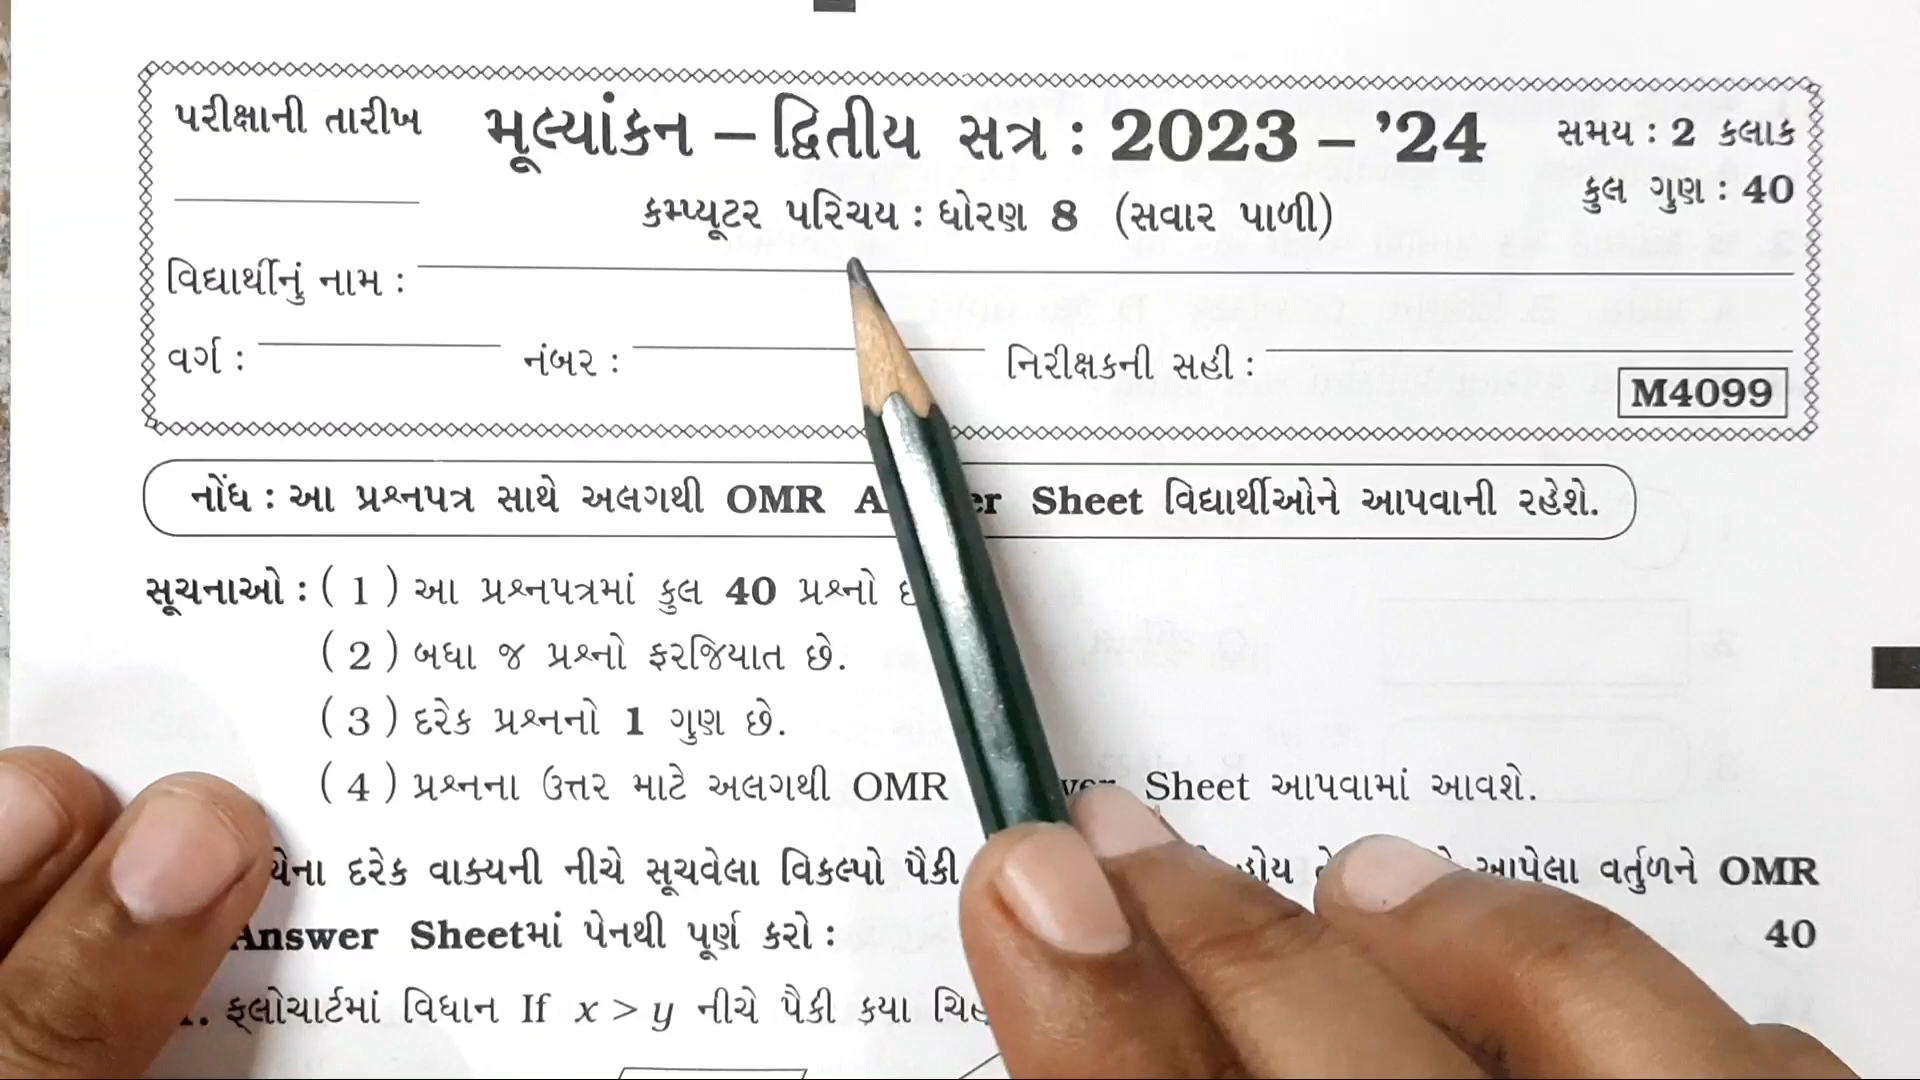 પરીક્ષાની તારીખ
મૂલ્યાંકન – દ્વિતીય સત્ર : 2023 – ’24
સમય : 2 કલાક
કુલ ગુણ : 40
કમ્પ્યૂટર પરિચય : ધોરણ 8 (સવાર પાળી)
વિદ્યાર્થીનું નામ :
વર્ગ : નંબર : નિરીક્ષકની સહી :
M4099
નોંધ : આ પ્રશ્નપત્ર સાથે અલગથી OMR Sheet વિદ્યાર્થીઓને આપવાની રહેશે.
સૂચનાઓ : ( 1 ) આ પ્રશ્નપત્રમાં કુલ 40 પ્રશ્નો
( 2 ) બધા જ પ્રશ્નો ફરજિયાત છે.
( 3 ) દરેક પ્રશ્નનો 1 ગુણ છે.
( 4 ) પ્રશ્નના ઉત્તર માટે અલગથી OMR Sheet આપવામાં આવશે.
દરેક વાક્યની નીચે સૂચવેલા વિકલ્પો પૈકી હોય આપેલા વર્તુળને OMR
Answer Sheetમાં પેનથી પૂર્ણ કરો : 40
ફ્લોચાર્ટમાં વિધાન If x > y નીચે પૈકી કયા